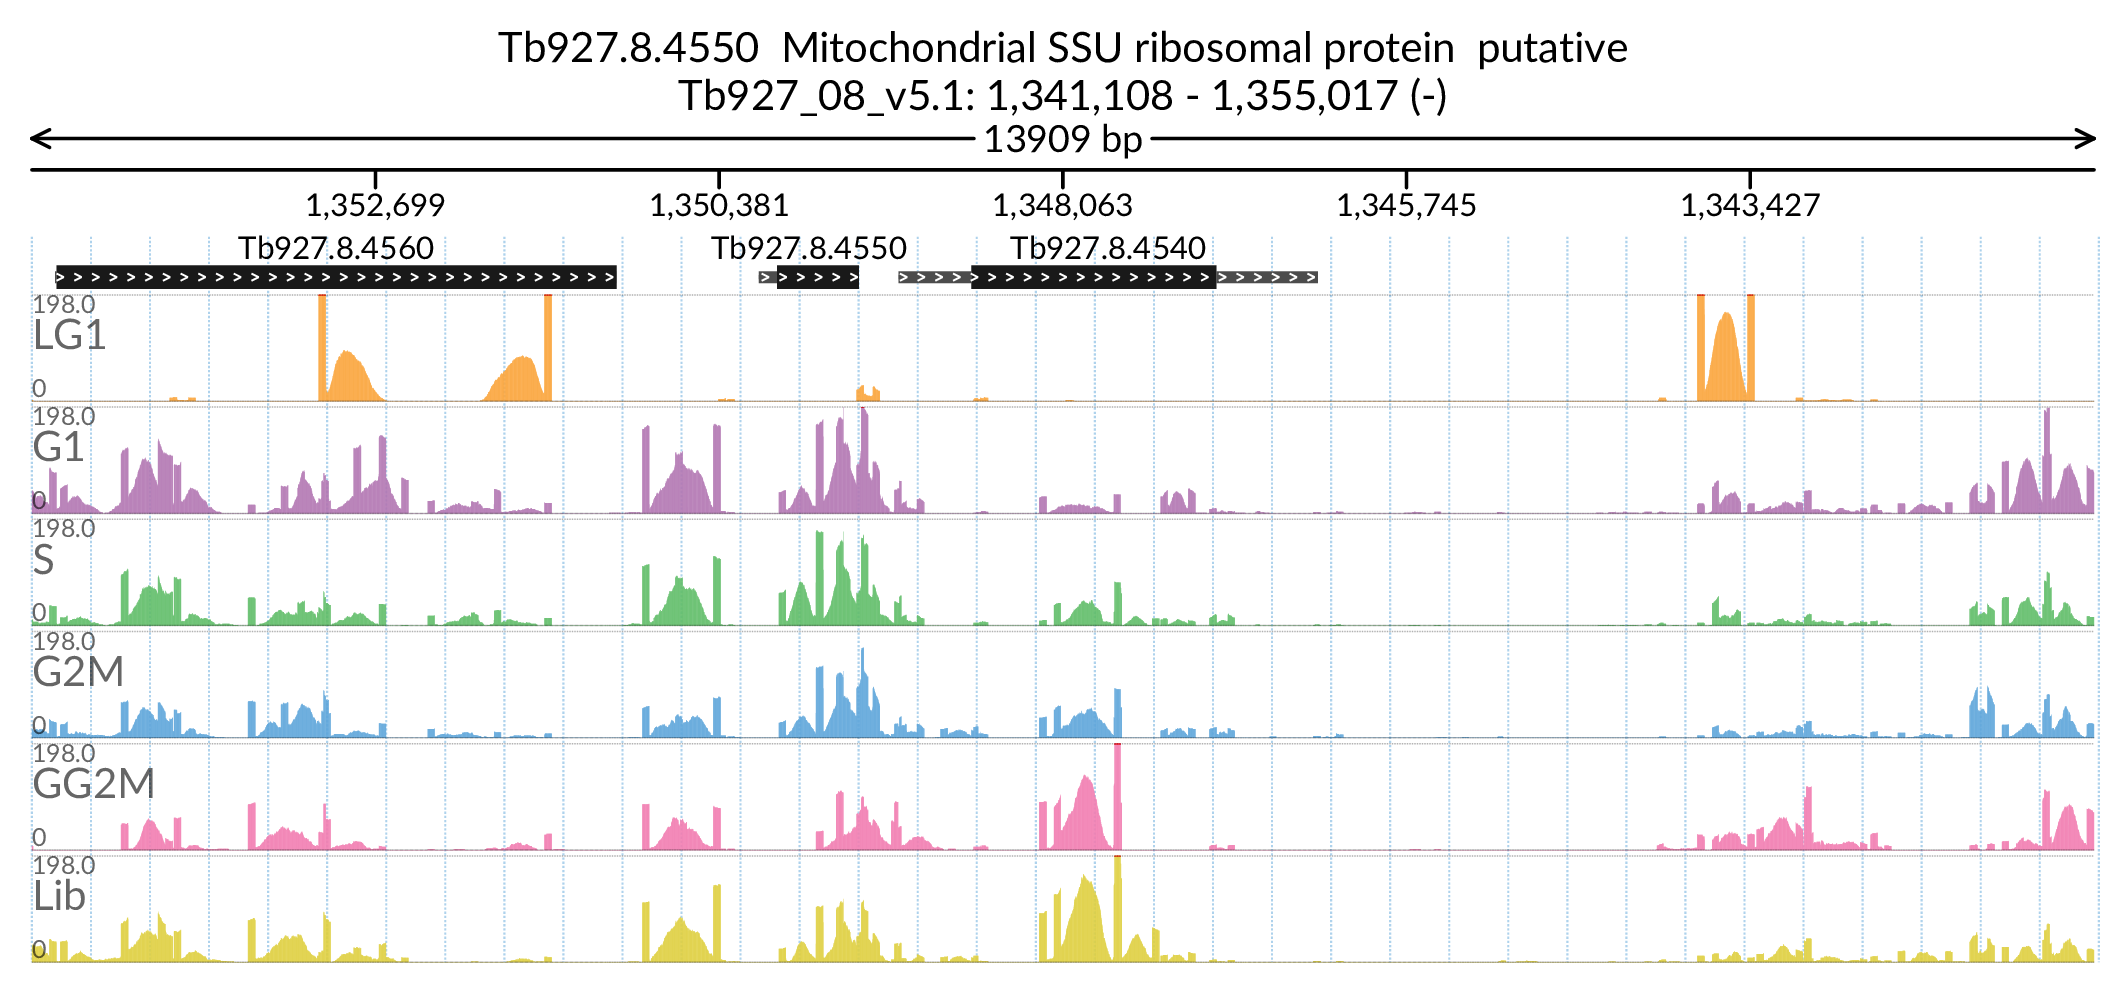 Tb927.8.4550 Mitochondrial SSU ribosomal protein putative
Tb927_08_v5.1: 1,341,108 - 1,355,017 (-)
13909 bp
1,352,699 1,350,381 1,348,063 1,345,745 1,343,427
Tb927.8.4560 Tb927.8.4550 Tb927.8.4540
198.0
LG1
0
198.0
G1
0
198.0
S
0
198.0
G2M
0
198.0
GG2M
0
198.0
Lib
0